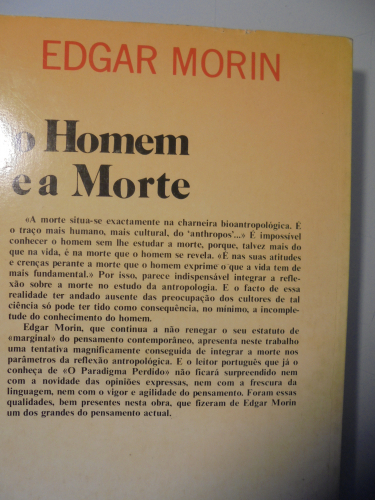 EDGAR MORIN
o Homem
e a Morte
«A morte situa-se exactamente na charneira bioantropológica. É
o traço mais humano, mais cultural, do ‘anthropos’...» É impossível
conhecer o homem sem lhe estudar a morte, porque, talvez mais do
que na vida, é na morte que o homem se revela. «É nas suas atitudes
e crenças perante a morte que o homem exprime o que a vida tem de
mais fundamental.» Por isso, parece indispensável integrar a refle-
xão sobre a morte no estudo da antropologia. E o facto de essa
realidade ter andado ausente das preocupação dos cultores de tal
ciência só pode ter tido como consequência, no mínimo, a incomple-
tude do conhecimento do homem.
Edgar Morin, que continua a não renegar o seu estatuto de
«marginal» do pensamento contemporâneo, apresenta neste trabalho
uma tentativa magnificamente conseguida de integrar a morte nos
parâmetros da reflexão antropológica. E o leitor português que já o
conheça de «O Paradigma Perdido» não ficará surpreendido nem
com a novidade das opiniões expressas, nem com a frescura da
linguagem, nem com o vigor e agilidade do pensamento. Foram essas
qualidades, bem presentes nesta obra, que fizeram de Edgar Morin
um dos grandes do pensamento actual.